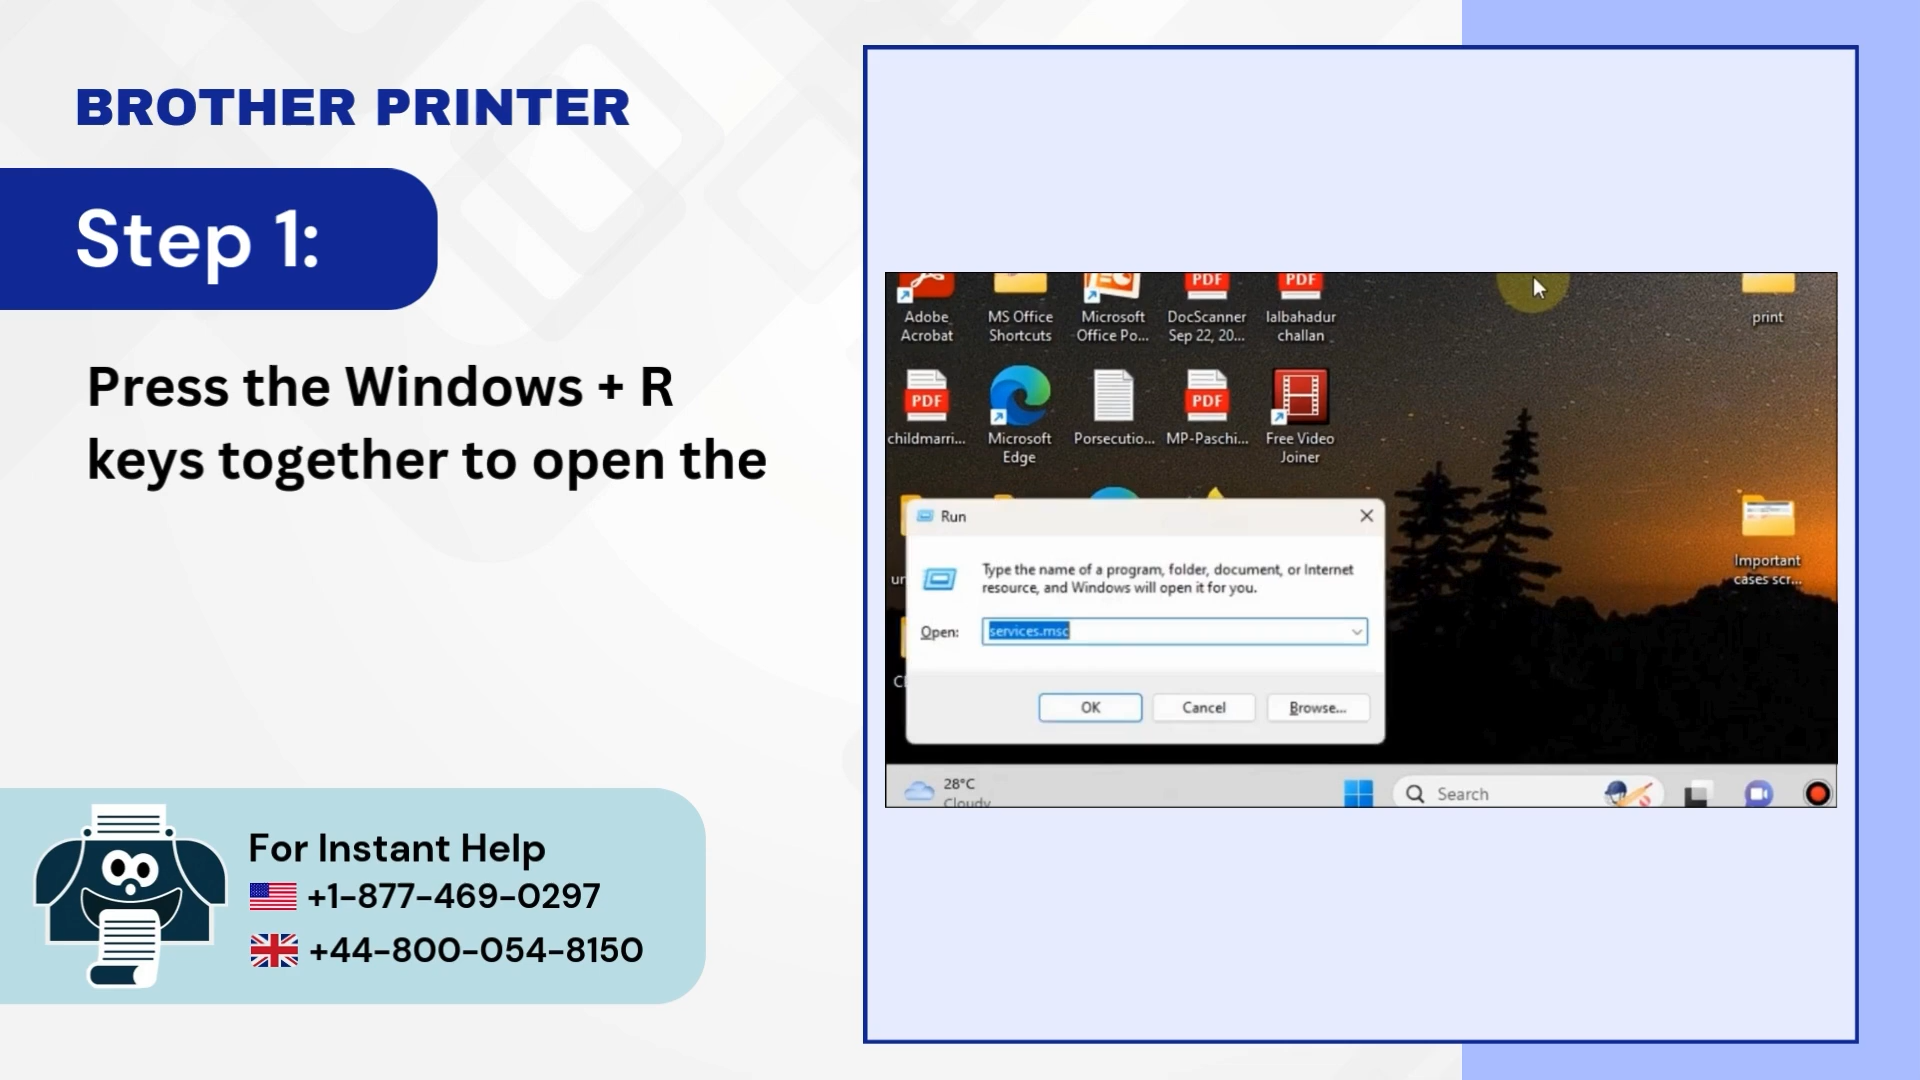 BROTHER PRINTER
Step 1:
Press the Windows + R
keys together to open the
For Instant Help
+1-877-469-0297
+44-800-054-8150
Adobe
Acrobat
MS Office
Shortcuts
Microsoft
Office Po...
PDF
DocScanner
Sep 22, 20...
PDF
lalbahadur
challan
print
PDF
childmarri...
Microsoft
Edge
Porsecutio...
PDF
MP-Paschi...
Free Video
Joiner
Important
cases scr...
Run
Type the name of a program, folder, document, or Internet
resource, and Windows will open it for you.
Open:
services.msc
OK
Cancel
Browse...
28°C
Cloudy
Search